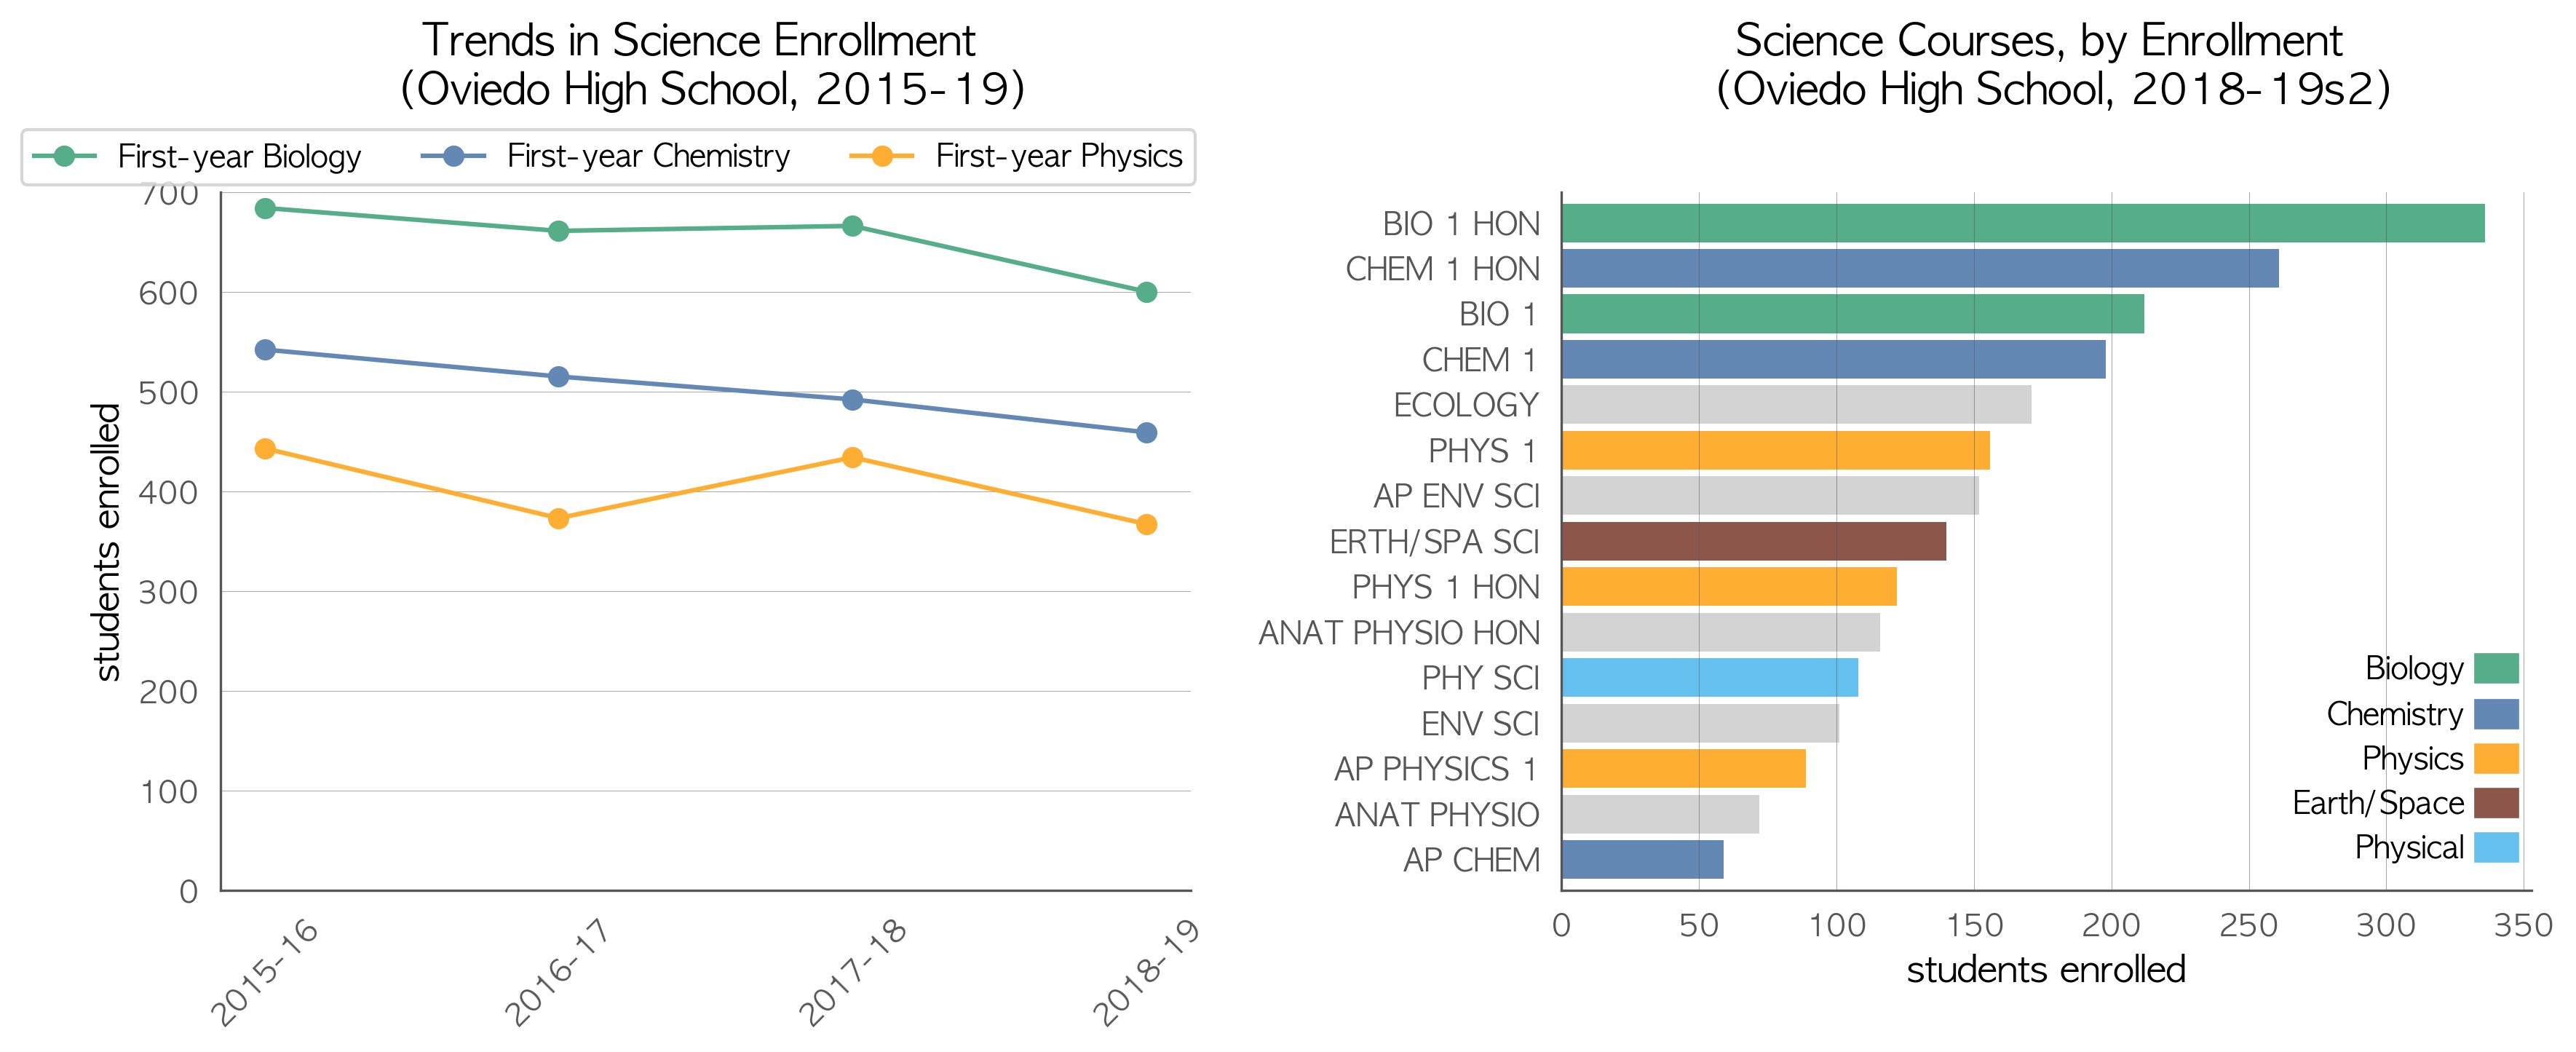 Trends in Science Enrollment
(Oviedo High School, 2015-19)
First-year Biology
First-year Chemistry
First-year Physics
700
600
500
400
300
200
100
0
students enrolled
2015-16
2016-17
2017-18
2018-19
Science Courses, by Enrollment
(Oviedo High School, 2018-19s2)
BIO 1 HON
CHEM 1 HON
BIO 1
CHEM 1
ECOLOGY
PHYS 1
AP ENV SCI
ERTH/SPA SCI
PHYS 1 HON
ANAT PHYSIO HON
PHY SCI
ENV SCI
AP PHYSICS 1
ANAT PHYSIO
AP CHEM
Biology
Chemistry
Physics
Earth/Space
Physical
0 50 100 150 200 250 300 350
students enrolled